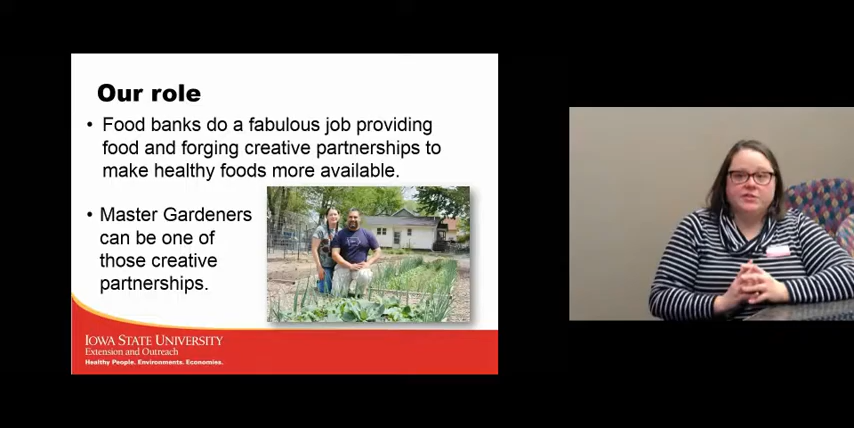 Our role
• Food banks do a fabulous job providing
food and forging creative partnerships to
make healthy foods more available.
• Master Gardeners
can be one of
those creative
partnerships.
IOWA STATE UNIVERSITY
Extension and Outreach
Healthy People. Environments. Economies.